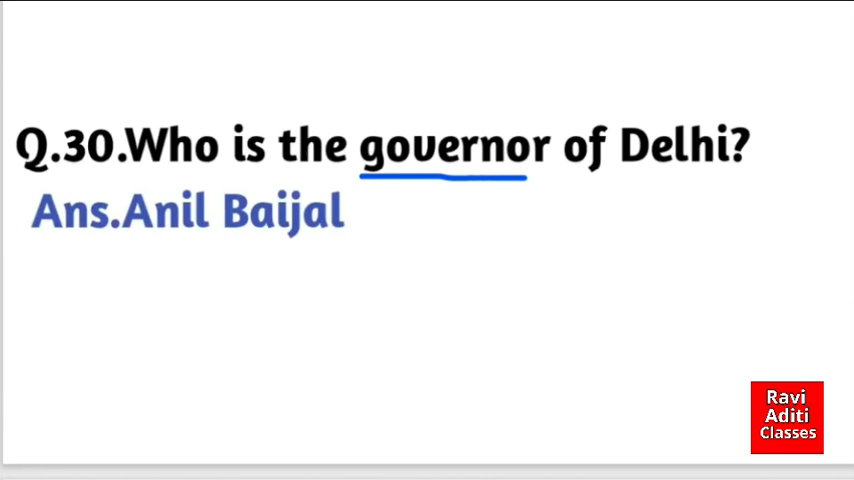 Q.30.Who is the governor of Delhi?
Ans.Anil Baijal
Ravi
Aditi
Classes